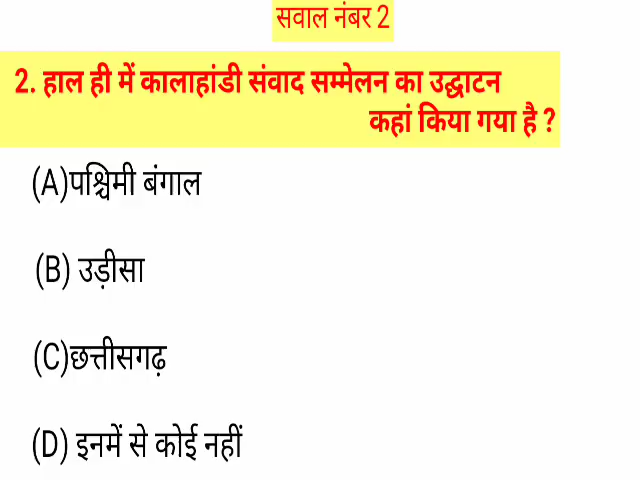 सवाल नंबर 2
2. हाल ही में कालाहांडी संवाद सम्मेलन का उद्घाटन
कहां किया गया है ?
(A)पश्चिमी बंगाल
(B) उड़ीसा
(C)छत्तीसगढ़
(D) इनमें से कोई नहीं